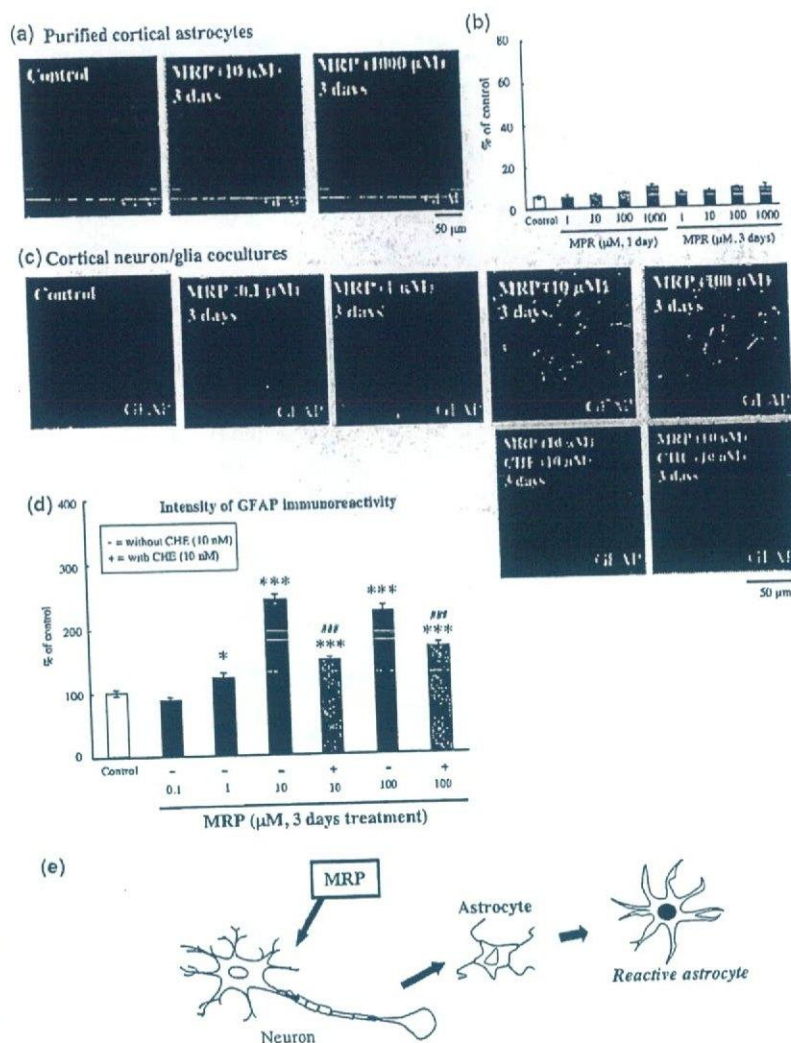 (a) Purified cortical astrocytes
Control
MRP (10 µM)
3 days
MRP (1000 µM)
3 days
GFAP
GFAP
GFAP
50 µm
(b)
% of control
80
60
40
20
0
Control 1 10 100 1000 1 10 100 1000
MPR (µM, 1 day) MPR (µM, 3 days)
(c) Cortical neuron/glia cocultures
Control
MRP (0.1 µM)
3 days
MRP (1 µM)
3 days
MRP (10 µM)
3 days
MRP (100 µM)
3 days
GFAP
GFAP
GFAP
GFAP
GFAP
MRP (10 µM)
CHE (10 nM)
3 days
MRP (10 µM)
CHE (10 nM)
3 days
GFAP
GFAP
50 µm
(d) Intensity of GFAP immunoreactivity
- = without CHE (10 nM)
+ = with CHE (10 nM)
% of control
400
300
200
100
0
* *** ### *** *** ### ***
Control - - - + - +
0.1 1 10 10 100 100
MRP (µM, 3 days treatment)
(e)
MRP
Neuron
Astrocyte
Reactive astrocyte